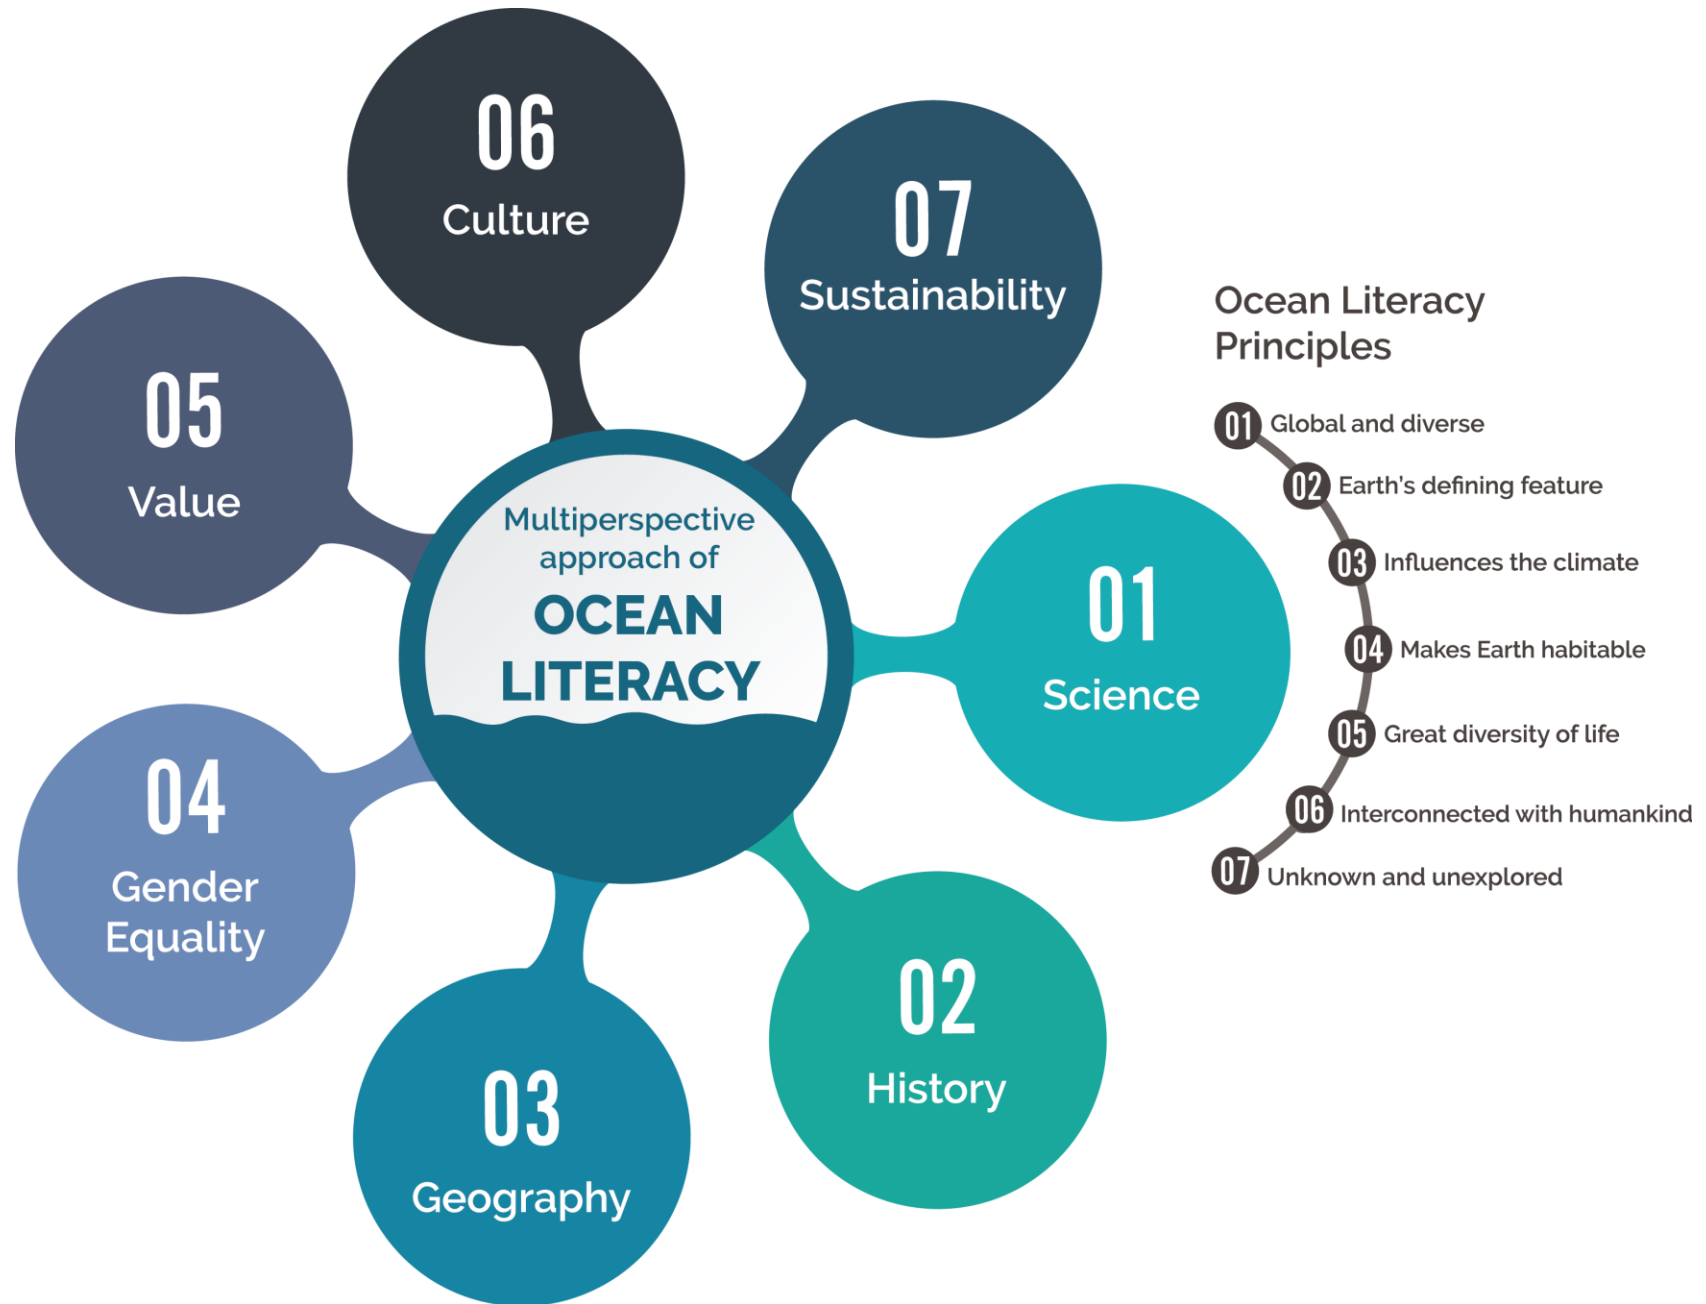 Multiperspective
approach of
OCEAN
LITERACY
01
Science
02
History
03
Geography
04
Gender
Equality
05
Value
06
Culture
07
Sustainability
Ocean Literacy
Principles
01 Global and diverse
02 Earth’s defining feature
03 Influences the climate
04 Makes Earth habitable
05 Great diversity of life
06 Interconnected with humankind
07 Unknown and unexplored